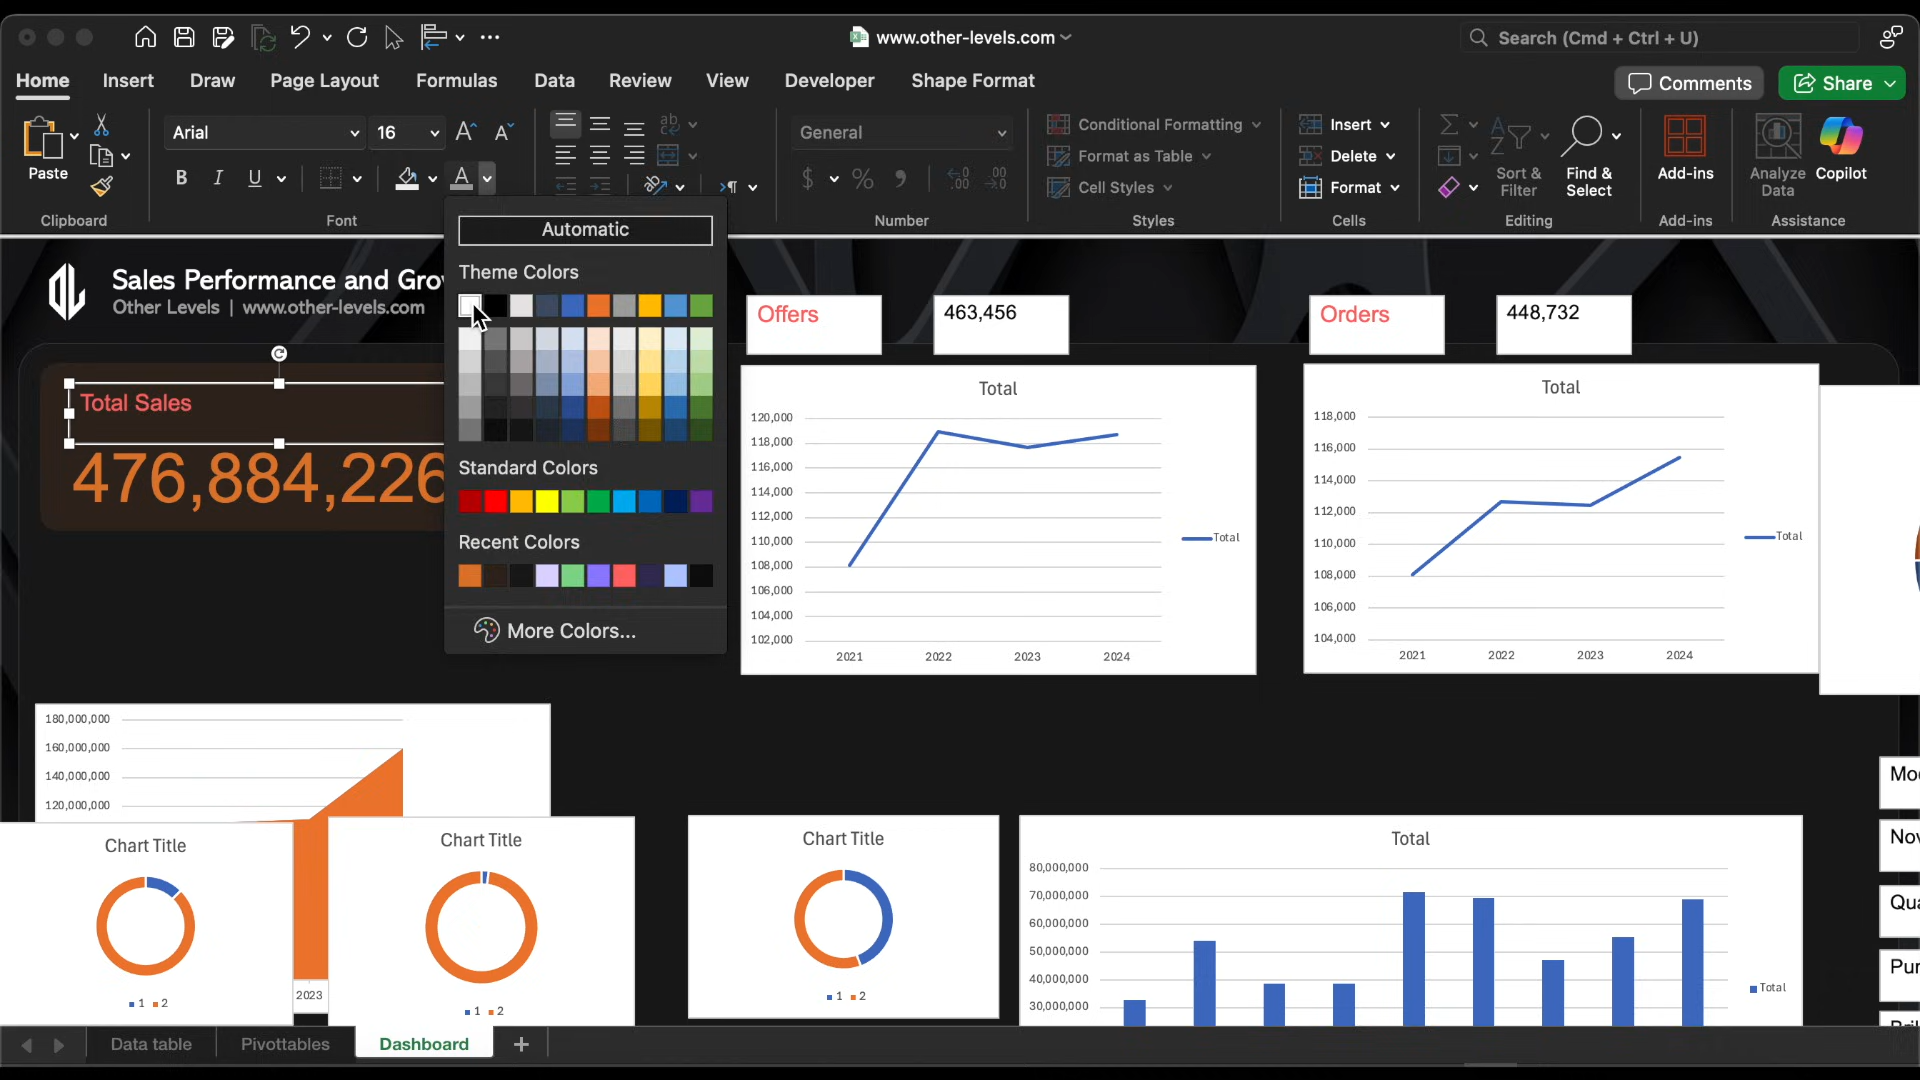 www.other-levels.com
Search (Cmd + Ctrl + U)
Home Insert Draw Page Layout Formulas Data Review View Developer Shape Format
Comments
Share
Paste
Arial
16
General
Conditional Formatting
Format as Table
Cell Styles
Insert
Delete
Format
Sort & Filter
Find & Select
Add-ins
Analyze Data
Copilot
Clipboard
Font
Number
Styles
Cells
Editing
Add-ins
Assistance
Automatic
Theme Colors
Standard Colors
Recent Colors
More Colors...
Sales Performance and Gro
Other Levels | www.other-levels.com
Total Sales
476,884,226
Offers
463,456
Orders
448,732
Total
120,000
118,000
116,000
114,000
112,000
110,000
108,000
106,000
104,000
102,000
2021 2022 2023 2024
Total
Total
118,000
116,000
114,000
112,000
110,000
108,000
106,000
104,000
2021 2022 2023 2024
Total
180,000,000
160,000,000
140,000,000
120,000,000
2023
Chart Title
1 2
Chart Title
1 2
Chart Title
1 2
Total
80,000,000
70,000,000
60,000,000
50,000,000
40,000,000
30,000,000
Total
Nov
Qua
Pur
Data table
Pivottables
Dashboard